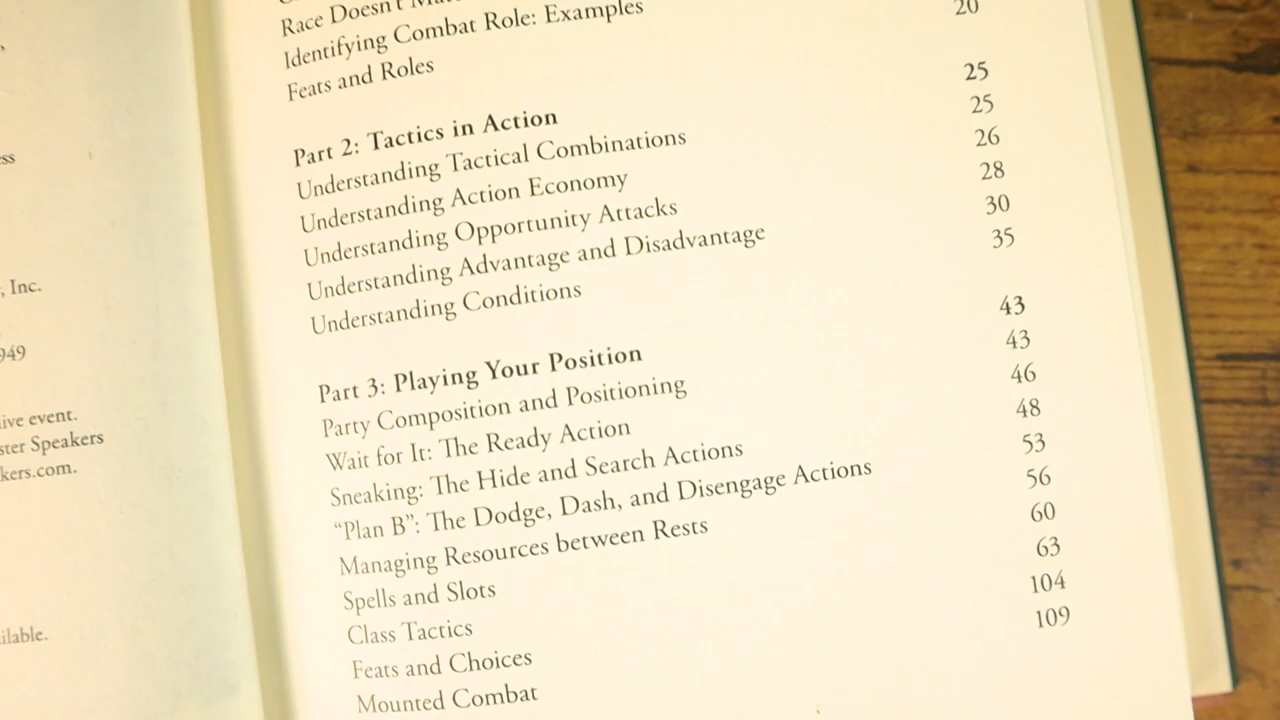 ,
ss
, Inc.
949
ive event.
ster Speakers
kers.com.
ilable.
Race Doesn't
Identifying Combat Role: Examples
Feats and Roles 20
Part 2: Tactics in Action 25
Understanding Tactical Combinations 25
Understanding Action Economy 26
Understanding Opportunity Attacks 28
Understanding Advantage and Disadvantage 30
Understanding Conditions 35
Part 3: Playing Your Position 43
Party Composition and Positioning 43
Wait for It: The Ready Action 46
Sneaking: The Hide and Search Actions 48
“Plan B”: The Dodge, Dash, and Disengage Actions 53
Managing Resources between Rests 56
Spells and Slots 60
Class Tactics 63
Feats and Choices 104
Mounted Combat 109